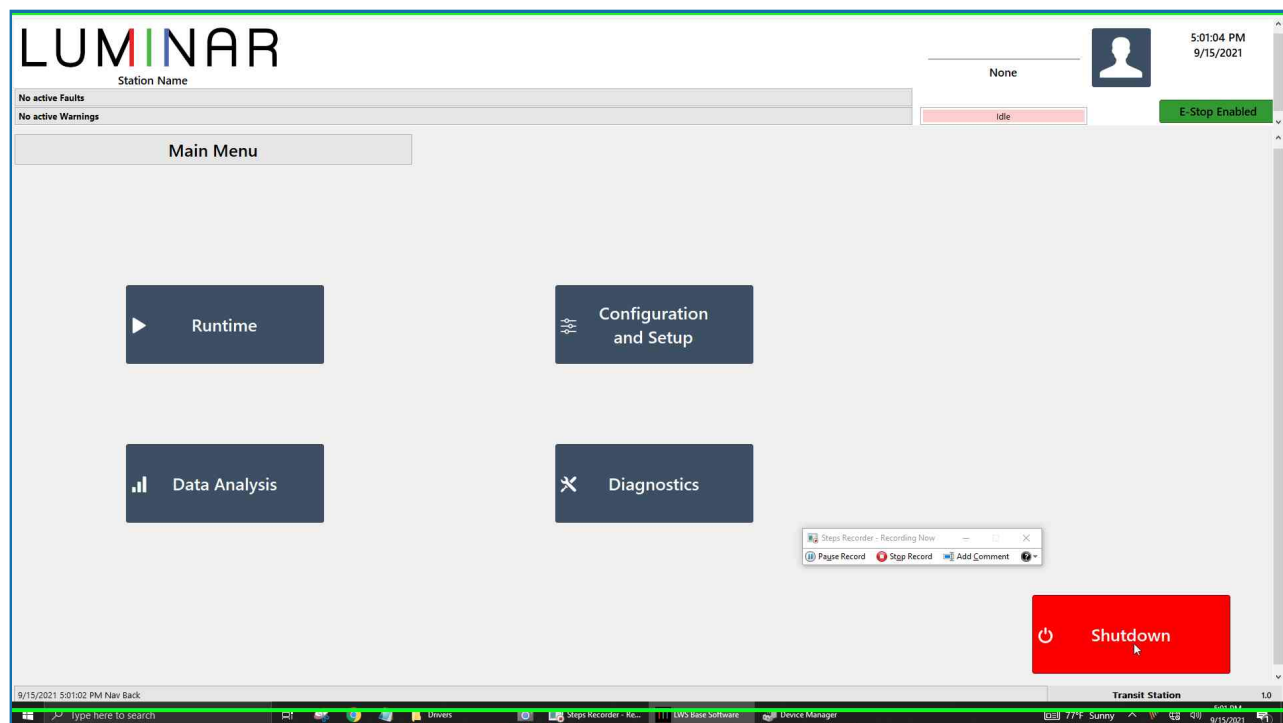 LUMINAR
Station Name
None
5:01:04 PM
9/15/2021
No active Faults
No active Warnings
Idle
E-Stop Enabled
Main Menu
Runtime
Configuration
and Setup
Data Analysis
Diagnostics
Steps Recorder - Recording Now
Pause Record
Stop Record
Add Comment
Shutdown
9/15/2021 5:01:02 PM Nav Back
Transit Station
1.0
Type here to search
Drivers
Steps Recorder - Re...
LWS Base Software
Device Manager
77°F Sunny
5:01 PM
9/15/2021